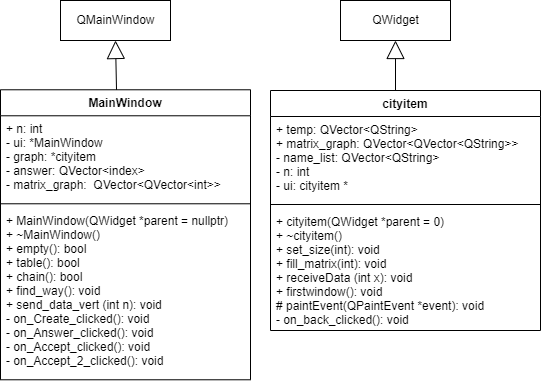 QMainWindow
MainWindow
+ n: int
- ui: *MainWindow
- graph: *cityitem
- answer: QVector<index>
- matrix_graph:  QVector<QVector<int>>
+ MainWindow(QWidget *parent = nullptr)
+ ~MainWindow()
+ empty(): bool
+ table(): bool
+ chain(): bool
+ find_way(): void
+ send_data_vert (int n): void
- on_Create_clicked(): void
- on_Answer_clicked(): void
- on_Accept_clicked(): void
- on_Accept_2_clicked(): void
QWidget
cityitem
+ temp: QVector<QString>
+ matrix_graph: QVector<QVector<QString>>
- name_list: QVector<QString>
- n: int
- ui: cityitem *
+ cityitem(QWidget *parent = 0)
+ ~cityitem()
+ set_size(int): void
+ fill_matrix(int): void
+ receiveData (int x): void
+ firstwindow(): void
# paintEvent(QPaintEvent *event): void
- on_back_clicked(): void